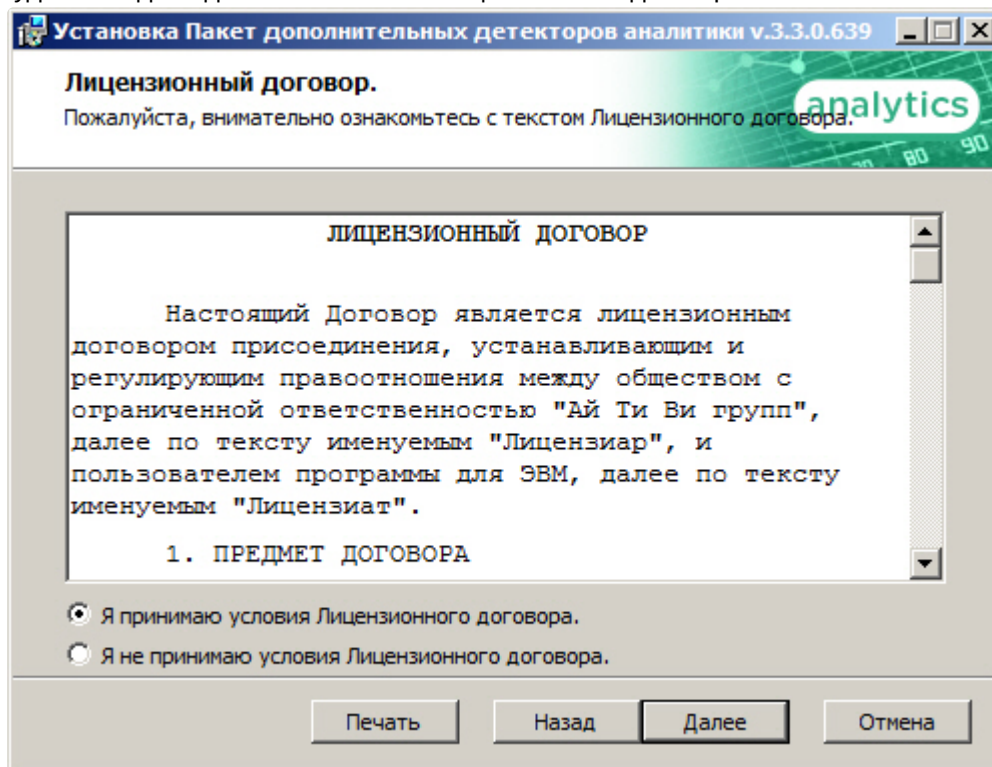 Установка Пакет дополнительных детекторов аналитики v.3.3.0.639
Лицензионный договор.
Пожалуйста, внимательно ознакомьтесь с текстом Лицензионного договора.
analytics
80 90
ЛИЦЕНЗИОННЫЙ ДОГОВОР
Настоящий Договор является лицензионным
договором присоединения, устанавливающим и
регулирующим правоотношения между обществом с
ограниченной ответственностью "Ай Ти Ви групп",
далее по тексту именуемым "Лицензиар", и
пользователем программы для ЭВМ, далее по тексту
именуемым "Лицензиат".
1. ПРЕДМЕТ ДОГОВОРА
Я принимаю условия Лицензионного договора.
Я не принимаю условия Лицензионного договора.
Печать Назад Далее Отмена